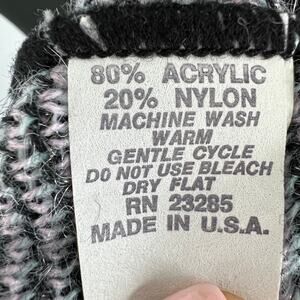 80% ACRYLIC
20% NYLON
MACHINE WASH
WARM
GENTLE CYCLE
DO NOT USE BLEACH
DRY FLAT
RN 23285
MADE IN U.S.A.